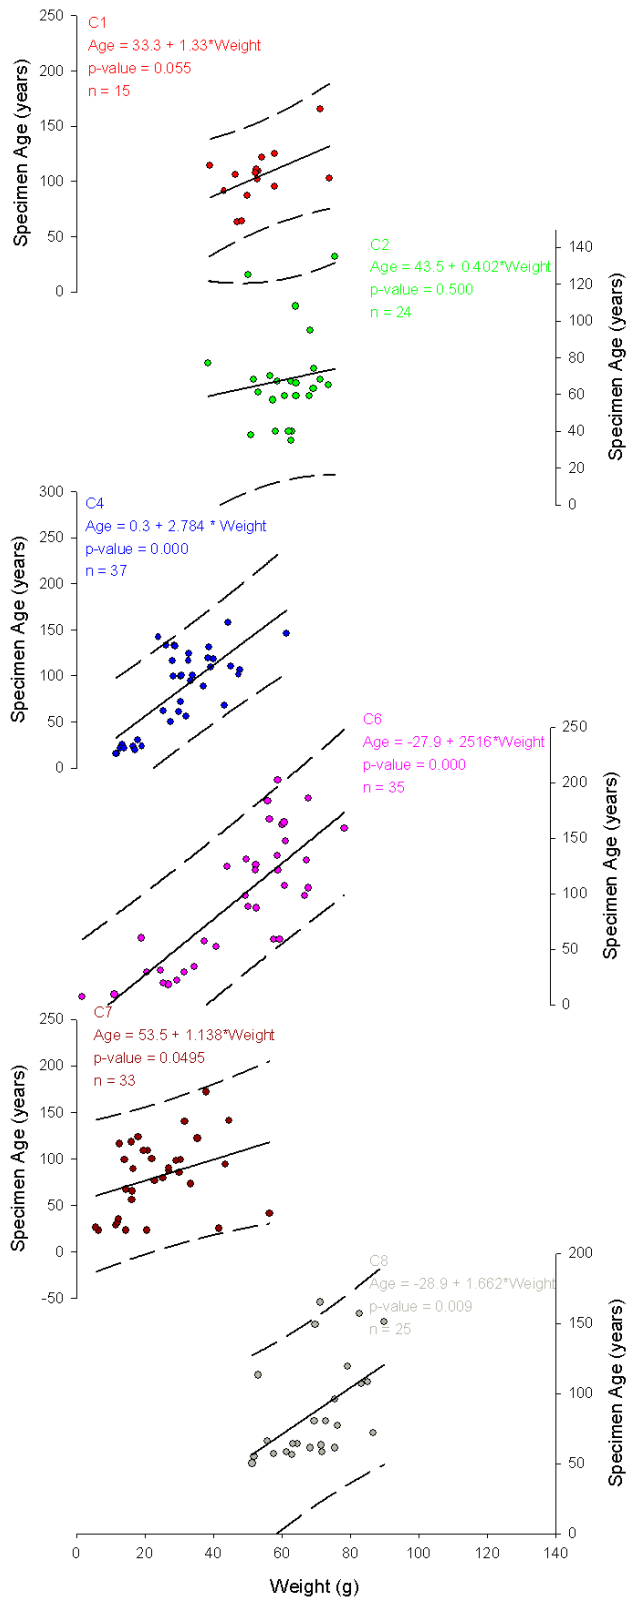 C1
Age = 33.3 + 1.33*Weight
p-value = 0.055
n = 15
250
200
150
100
50
0
Specimen Age (years)
C2
Age = 43.5 + 0.402*Weight
p-value = 0.500
n = 24
140
120
100
80
60
40
20
0
Specimen Age (years)
C4
Age = 0.3 + 2.784 * Weight
p-value = 0.000
n = 37
300
250
200
150
100
50
0
Specimen Age (years)
C6
Age = -27.9 + 2516*Weight
p-value = 0.000
n = 35
250
200
150
100
50
0
Specimen Age (years)
C7
Age = 53.5 + 1.138*Weight
p-value = 0.0495
n = 33
250
200
150
100
50
0
-50
Specimen Age (years)
C8
Age = -28.9 + 1.662*Weight
p-value = 0.009
n = 25
200
150
100
50
0
Specimen Age (years)
0 20 40 60 80 100 120 140
Weight (g)